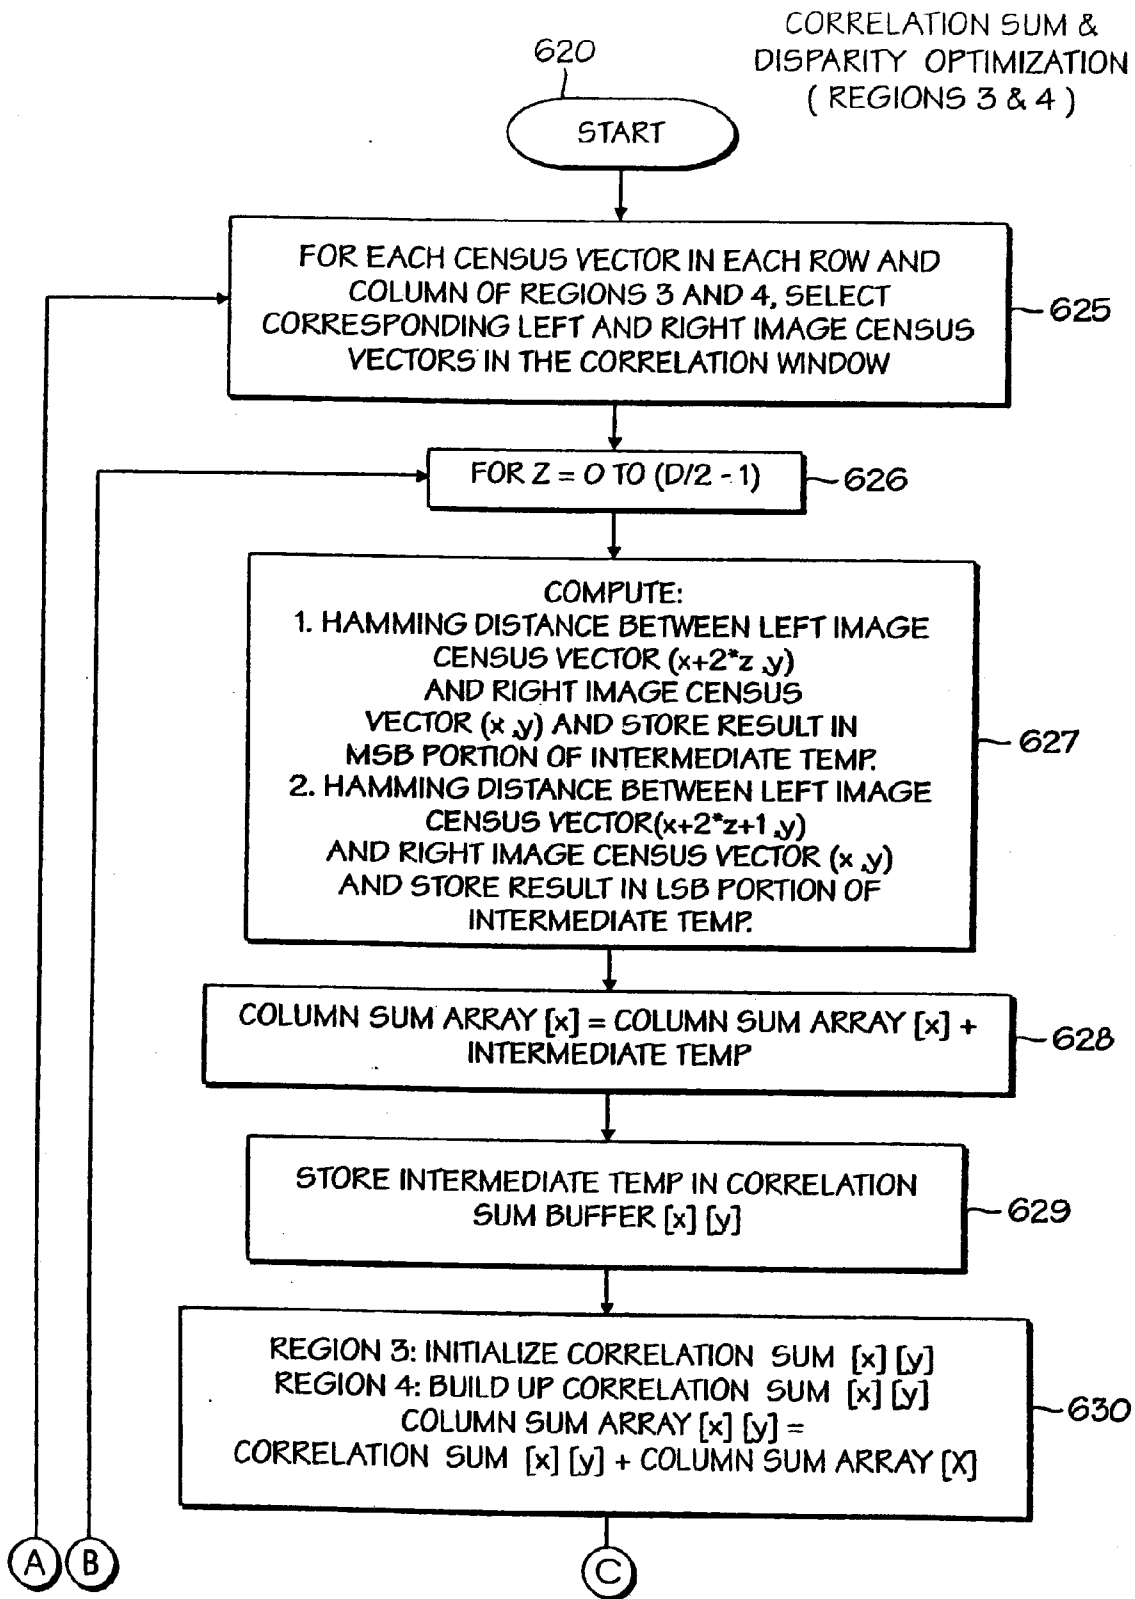 CORRELATION SUM &
DISPARITY OPTIMIZATION
( REGIONS 3 & 4 )
620
START
FOR EACH CENSUS VECTOR IN EACH ROW AND
COLUMN OF REGIONS 3 AND 4, SELECT
CORRESPONDING LEFT AND RIGHT IMAGE CENSUS
VECTORS IN THE CORRELATION WINDOW
625
FOR Z = 0 TO (D/2 - 1)
626
COMPUTE:
1. HAMMING DISTANCE BETWEEN LEFT IMAGE
CENSUS VECTOR (x+2*z ,y)
AND RIGHT IMAGE CENSUS
VECTOR (x ,y) AND STORE RESULT IN
MSB PORTION OF INTERMEDIATE TEMP.
2. HAMMING DISTANCE BETWEEN LEFT IMAGE
CENSUS VECTOR(x+2*z+1 ,y)
AND RIGHT IMAGE CENSUS VECTOR (x ,y)
AND STORE RESULT IN LSB PORTION OF
INTERMEDIATE TEMP.
627
COLUMN SUM ARRAY [x] = COLUMN SUM ARRAY [x] +
INTERMEDIATE TEMP
628
STORE INTERMEDIATE TEMP IN CORRELATION
SUM BUFFER [x] [y]
629
REGION 3: INITIALIZE CORRELATION SUM [x] [y]
REGION 4: BUILD UP CORRELATION SUM [x] [y]
COLUMN SUM ARRAY [x] [y] =
CORRELATION SUM [x] [y] + COLUMN SUM ARRAY [X]
630
A B C